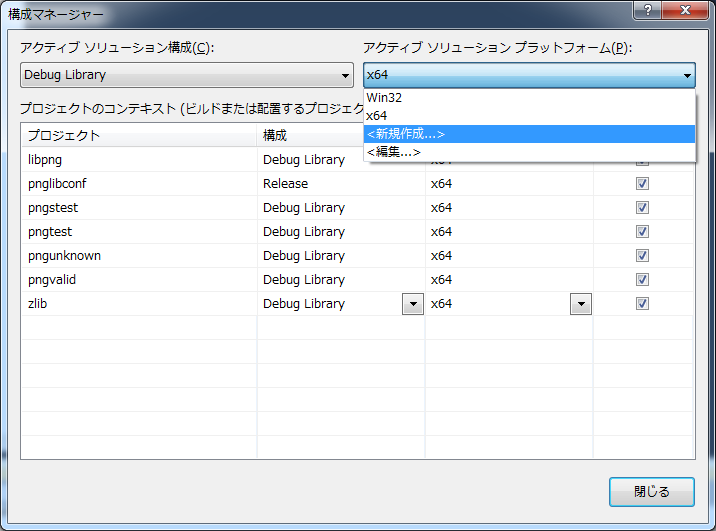 構成マネージャー
アクティブ ソリューション構成(C):
アクティブ ソリューション プラットフォーム(P):
Debug Library
x64
Win32
x64
<新規作成...>
<編集...>
プロジェクトのコンテキスト (ビルドまたは配置するプロジェク
プロジェクト 構成
libpng Debug Library
pnglibconf Release x64
pngstest Debug Library x64
pngtest Debug Library x64
pngunknown Debug Library x64
pngvalid Debug Library x64
zlib Debug Library x64
閉じる